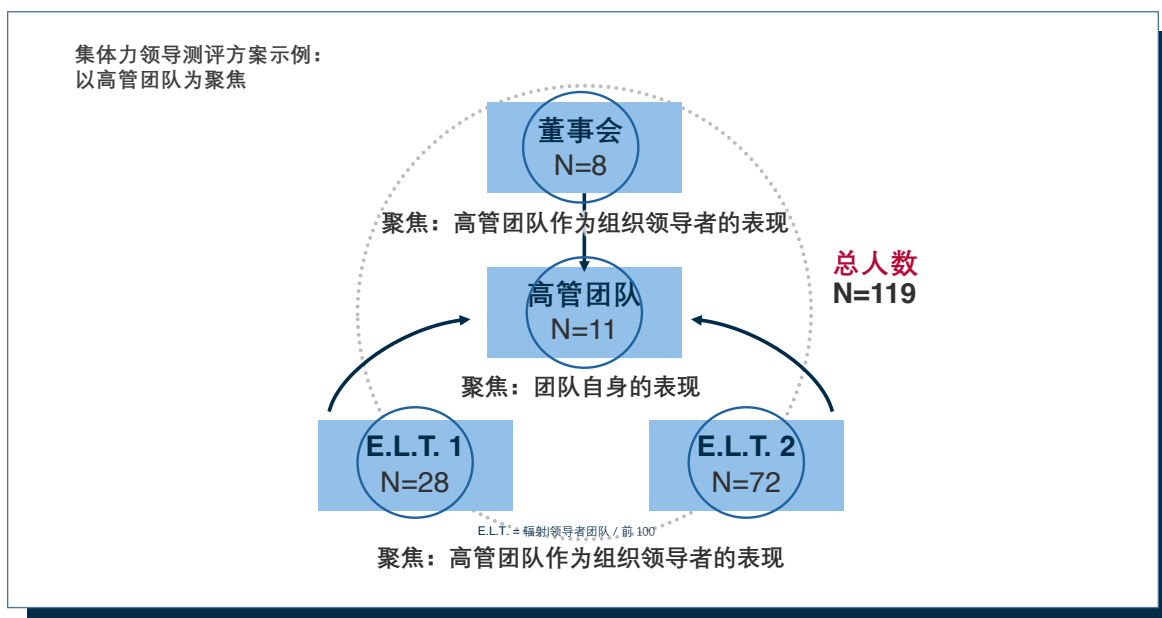 集体力领导测评方案示例：
以高管团队为聚焦
董事会
N=8
聚焦：高管团队作为组织领导者的表现
总人数
N=119
高管团队
N=11
聚焦：团队自身的表现
E.L.T. 1
N=28
E.L.T. 2
N=72
E.L.T. = 辐射领导者团队 / 前 100
聚焦：高管团队作为组织领导者的表现